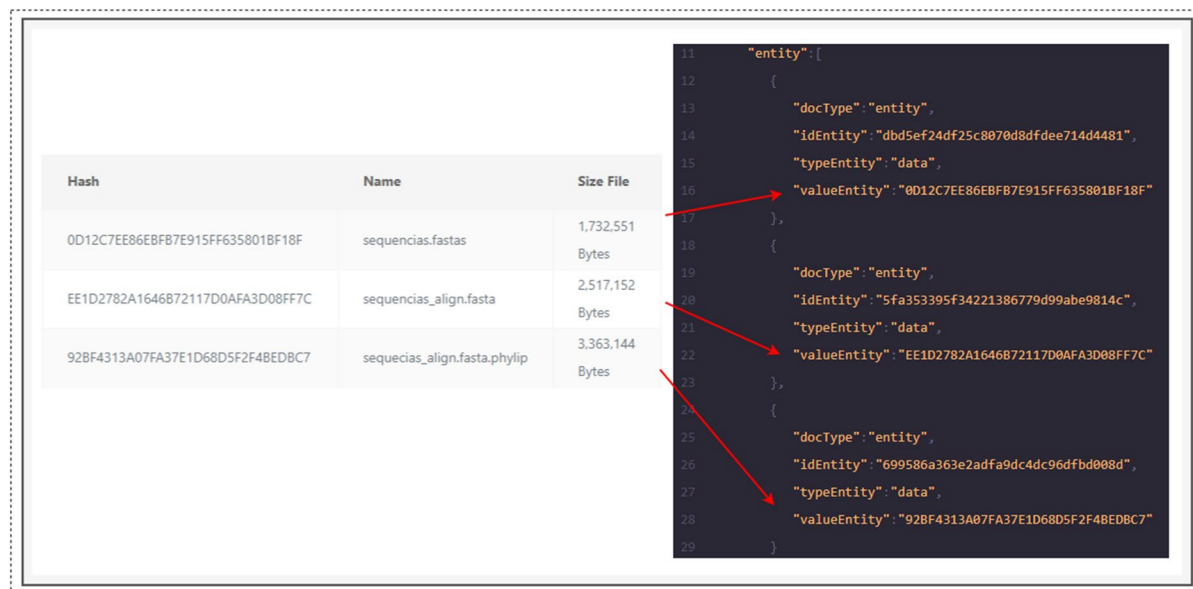 Hash Name Size File
0D12C7EE86EBFB7E915FF635801BF18F sequencias.fastas 1,732,551
Bytes
EE1D2782A1646B72117D0AFA3D08FF7C sequencias_align.fasta 2,517,152
Bytes
92BF4313A07FA37E1D68D5F2F4BEDBC7 sequecias_align.fasta.phylip 3,363,144
Bytes
11 "entity":[
12 {
13 "docType":"entity",
14 "idEntity":"dbd5ef24df25c8070d8dfdee714d4481",
15 "typeEntity":"data",
16 "valueEntity":"0D12C7EE86EBFB7E915FF635801BF18F"
17 },
18 {
19 "docType":"entity",
20 "idEntity":"5fa353395f34221386779d99abe9814c",
21 "typeEntity":"data",
22 "valueEntity":"EE1D2782A1646B72117D0AFA3D08FF7C"
23 },
24 {
25 "docType":"entity",
26 "idEntity":"699586a363e2adfa9dc4dc96dfbd008d",
27 "typeEntity":"data",
28 "valueEntity":"92BF4313A07FA37E1D68D5F2F4BEDBC7"
29 }